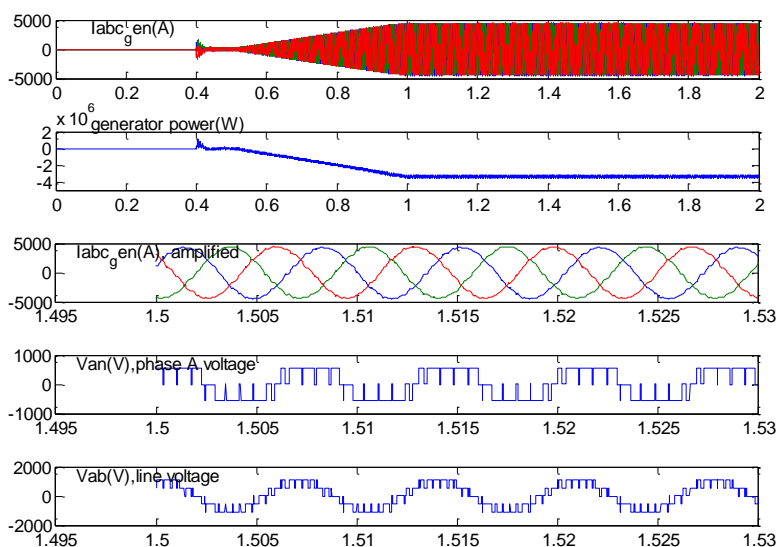 Iabc_gen(A)
5000
0
-5000
0 0.2 0.4 0.6 0.8 1 1.2 1.4 1.6 1.8 2
x 10^6
generator power(W)
2
0
-2
-4
0 0.2 0.4 0.6 0.8 1 1.2 1.4 1.6 1.8 2
Iabc_gen(A) amplified
5000
0
-5000
1.495 1.5 1.505 1.51 1.515 1.52 1.525 1.53
Van(V),phase A voltage
1000
0
-1000
1.495 1.5 1.505 1.51 1.515 1.52 1.525 1.53
Vab(V),line voltage
2000
0
-2000
1.495 1.5 1.505 1.51 1.515 1.52 1.525 1.53